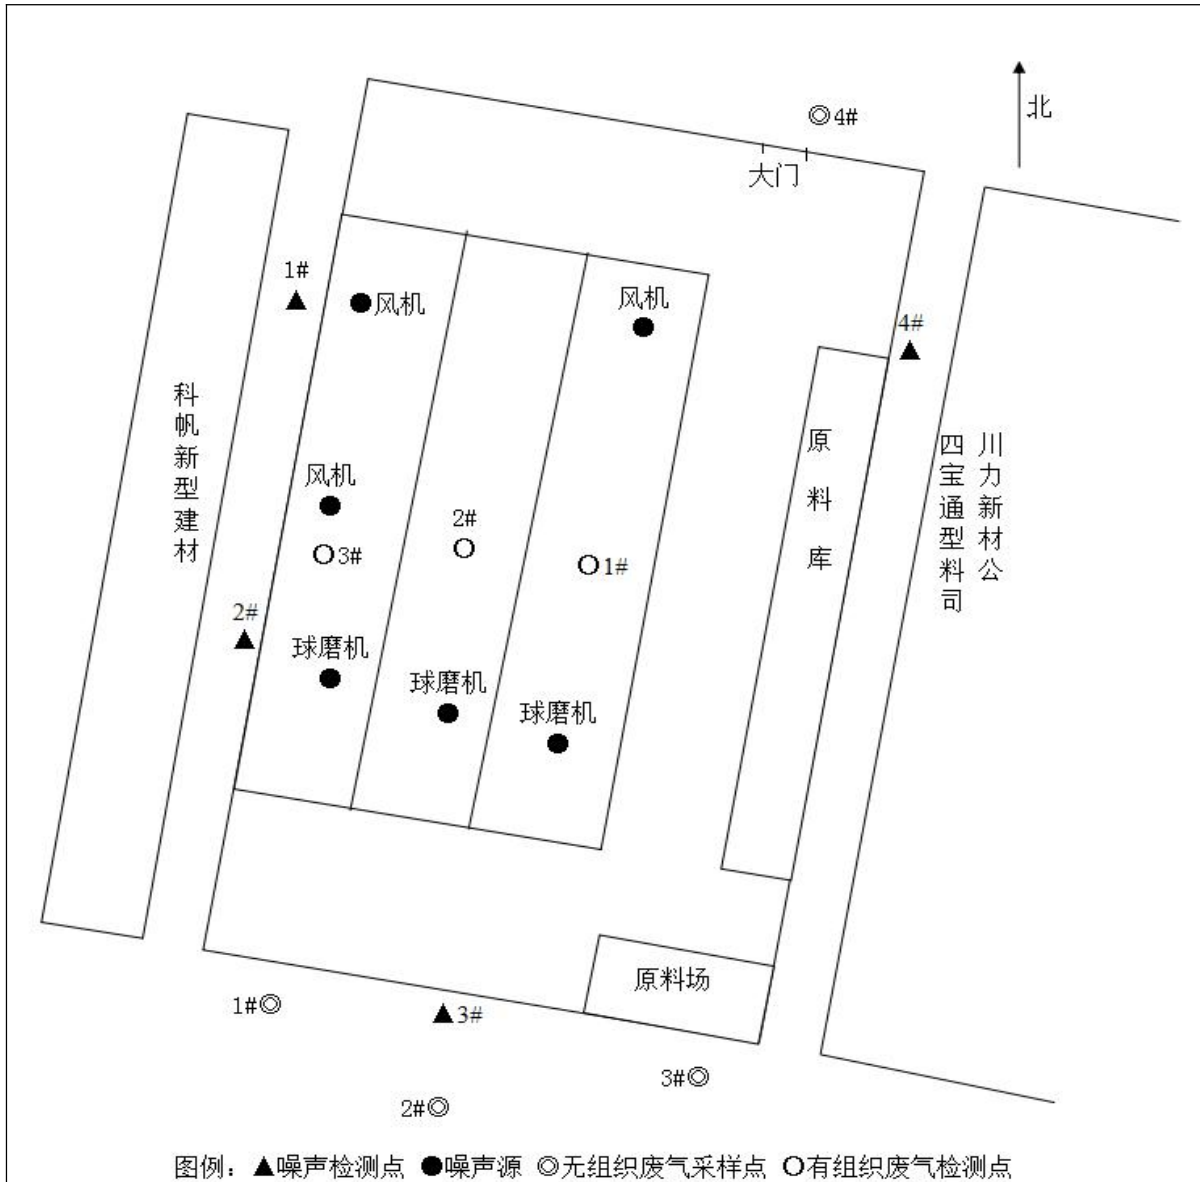 ◎4#
北
大门
1#
●风机
风机
4#
科帆新型建材
原料库
四宝通型料司
川力新材公
风机
2#
○3#
○1#
2#
球磨机
球磨机
球磨机
原料场
1#◎
▲3#
3#◎
2#◎
图例：▲噪声检测点 ●噪声源 ◎无组织废气采样点 ○有组织废气检测点